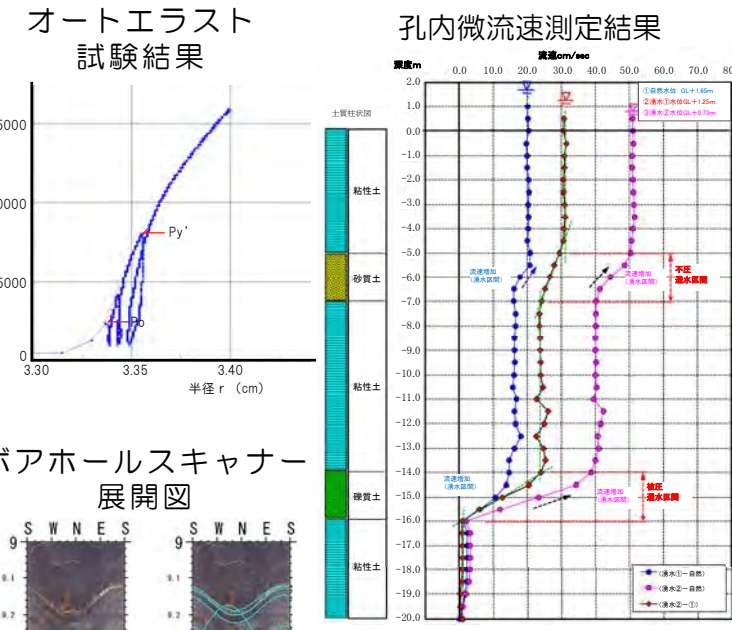 オートエラスト
試験結果
5000
0000
5000
0
3.30
3.35
3.40
半径 r (cm)
Py'
Po
ボアホールスキャナー
展開図
S W N E S
9
9.1
9.2
S W N E S
9
9.1
9.2
孔内微流速測定結果
流速cm/sec
深度m
0.0 10.0 20.0 30.0 40.0 50.0 60.0
2.0
1.0
0.0
-1.0
-2.0
-3.0
-4.0
-5.0
-6.0
-7.0
-8.0
-9.0
-10.0
-11.0
-12.0
-13.0
-14.0
-15.0
-16.0
-17.0
-18.0
-19.0
-20.0
土質柱状図
粘性土
砂質土
粘性土
礫質土
粘性土
①自然水位 GL+1.65m
②湧水①水位GL+1.25m
③湧水②水位GL+0.73m
流速増加
(湧水区間)
流速増加
(湧水区間)
不圧
透水区間
流速増加
(湧水区間)
流速増加
(湧水区間)
被圧
透水区間
(湧水①-自然)
(湧水②-自然)
(湧水②-①)